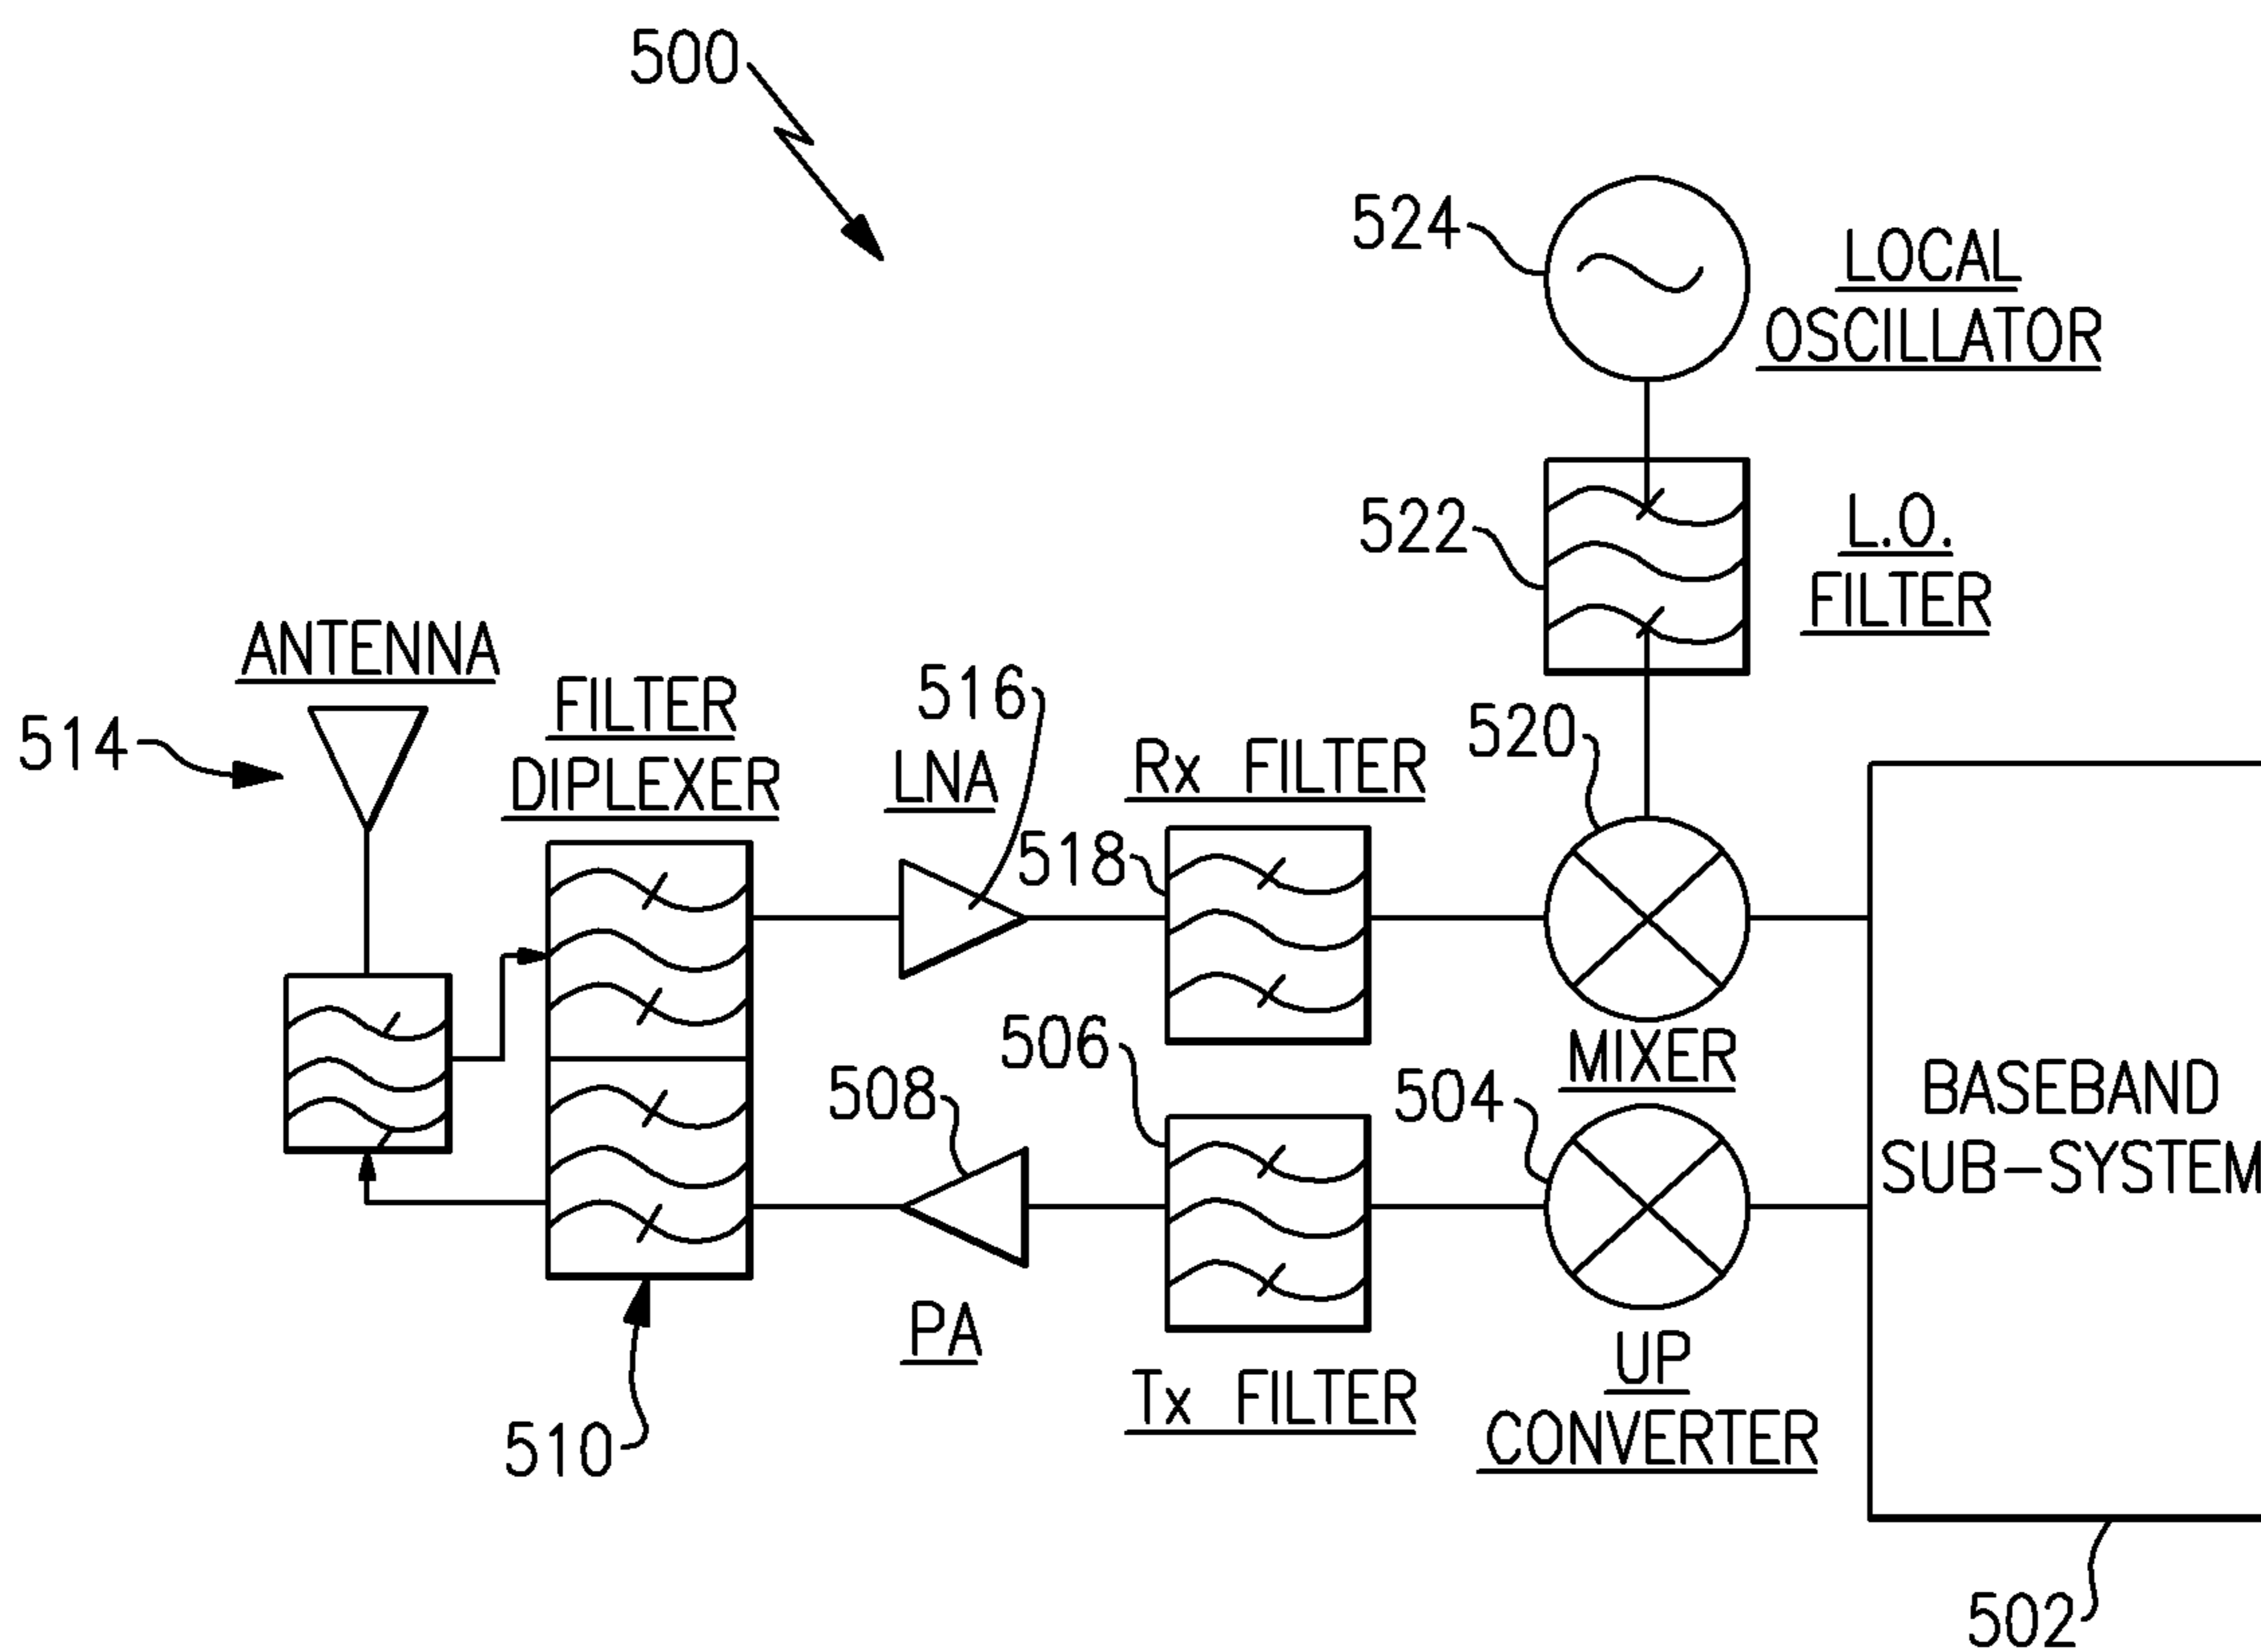 500
524
LOCAL
OSCILLATOR
522
L.O.
FILTER
ANTENNA
514
FILTER
DIPLEXER
516
LNA
518
Rx FILTER
520
MIXER
506
508
504
BASEBAND
SUB-SYSTEM
PA
Tx FILTER
UP
CONVERTER
510
502